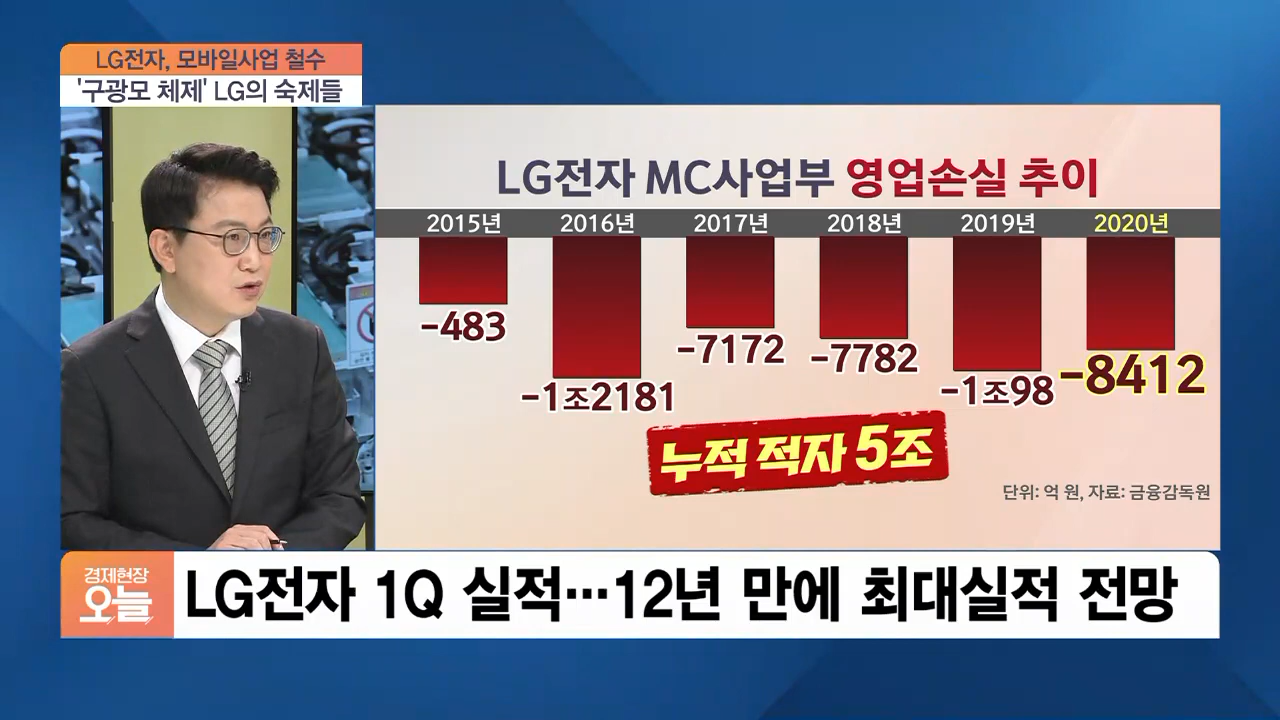 LG전자, 모바일사업 철수
'구광모 체제' LG의 숙제들
LG전자 MC사업부 영업손실 추이
2015년 2016년 2017년 2018년 2019년 2020년
-483 -1조2181 -7172 -7782 -1조98 -8412
누적 적자 5조
단위: 억 원, 자료: 금융감독원
경제현장
오늘
LG전자 1Q 실적…12년 만에 최대실적 전망